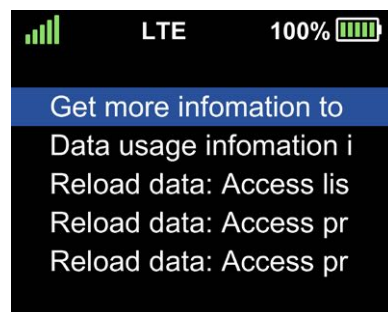 LTE 100%
Get more infomation to
Data usage infomation i
Reload data: Access lis
Reload data: Access pr
Reload data: Access pr